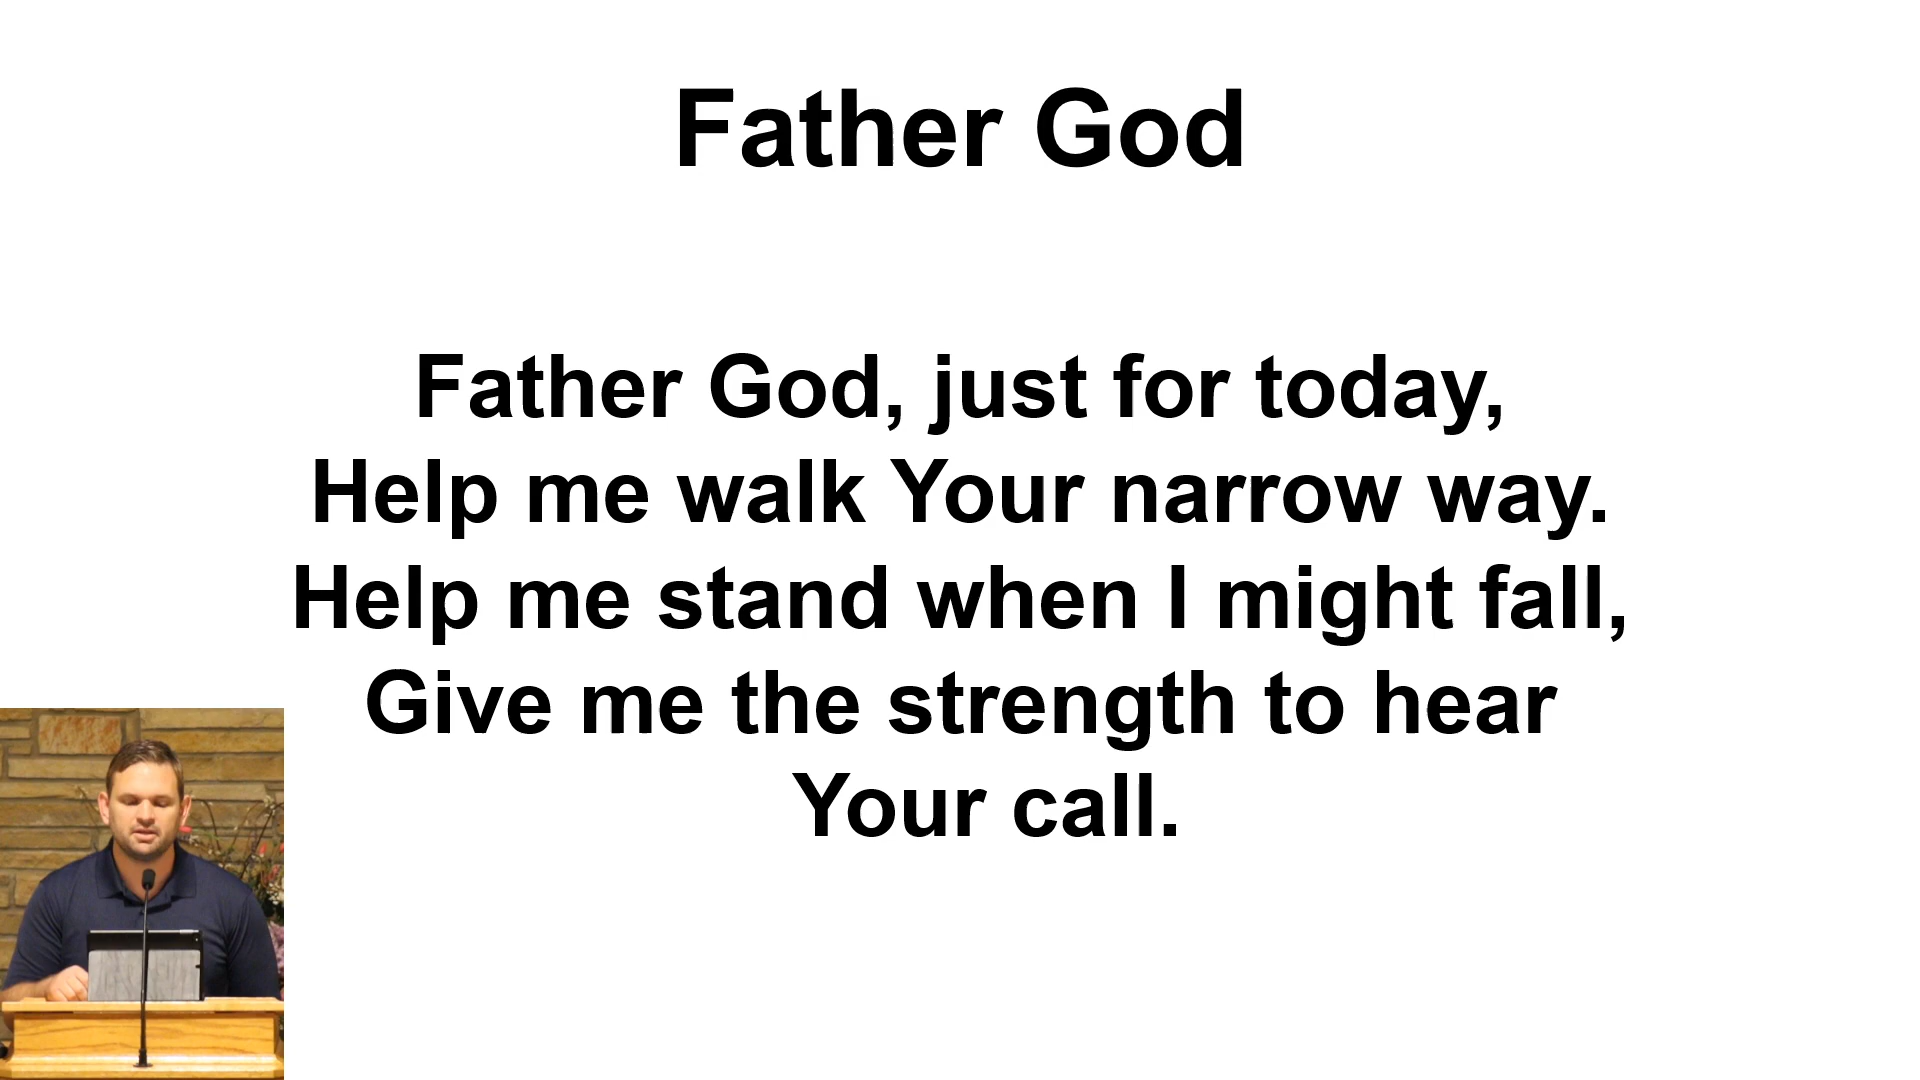 Father God
Father God, just for today,
Help me walk Your narrow way.
Help me stand when I might fall,
Give me the strength to hear
Your call.